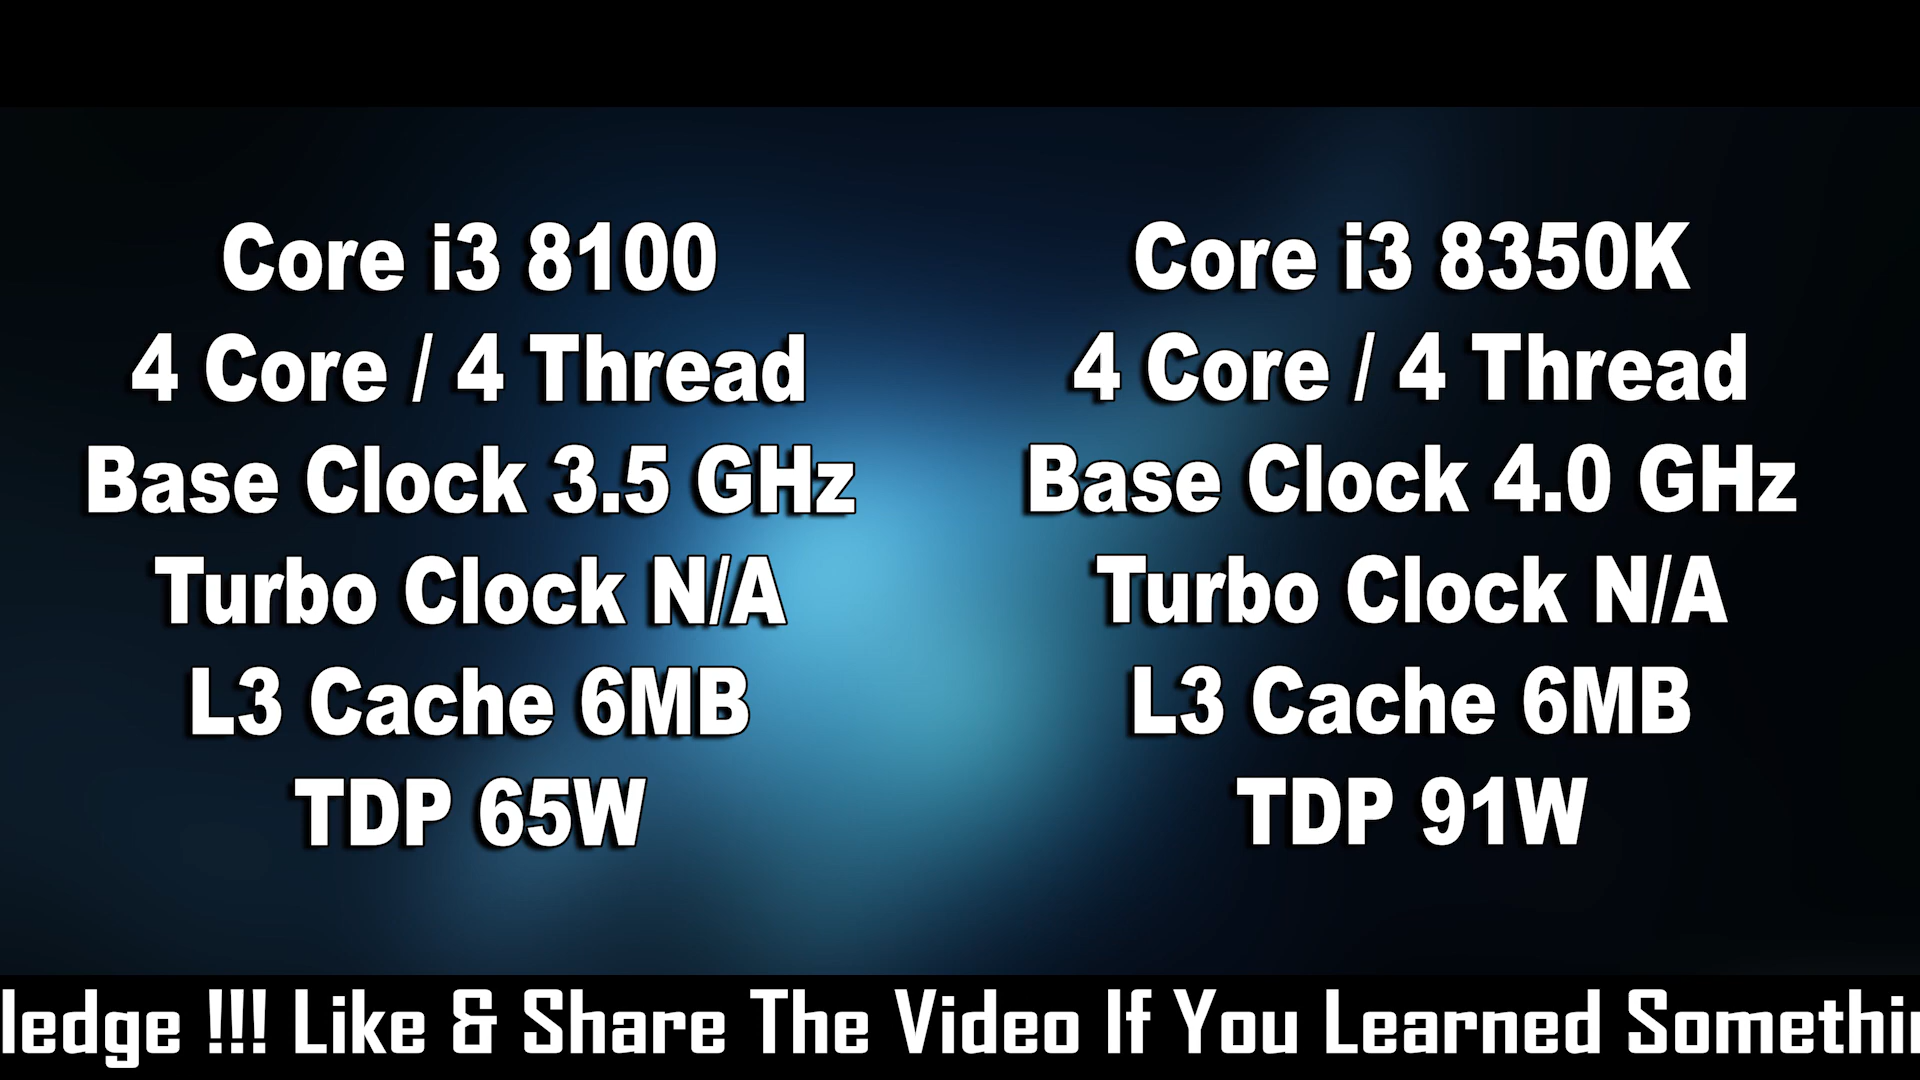 Core i3 8100
4 Core / 4 Thread
Base Clock 3.5 GHz
Turbo Clock N/A
L3 Cache 6MB
TDP 65W
Core i3 8350K
4 Core / 4 Thread
Base Clock 4.0 GHz
Turbo Clock N/A
L3 Cache 6MB
TDP 91W
ledge !!! Like & Share The Video If You Learned Somethi